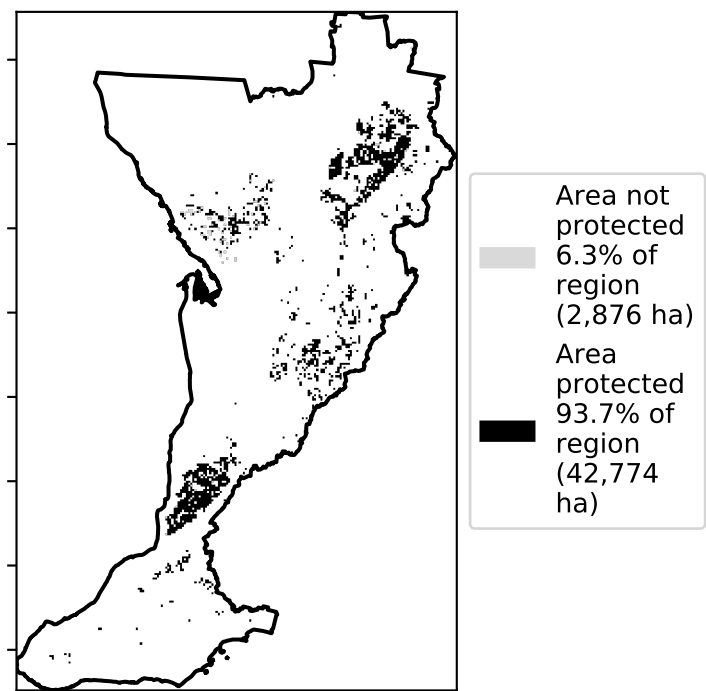 Area not
protected
6.3% of
region
(2,876 ha)
Area
protected
93.7% of
region
(42,774
ha)